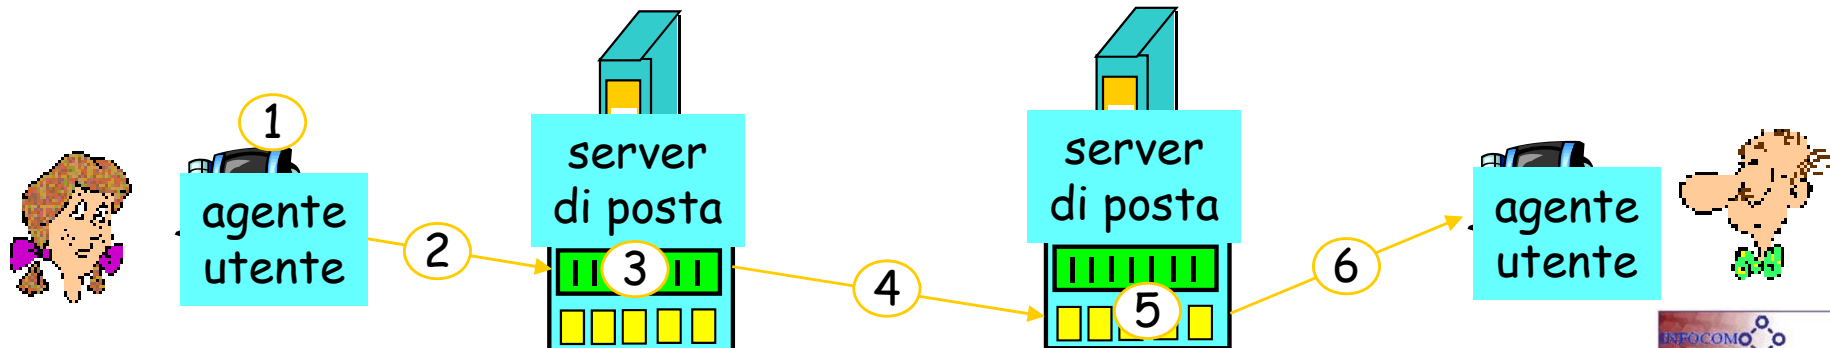 1
agente
utente
2
server
di posta
3
4
server
di posta
5
6
agente
utente
INFOCOM